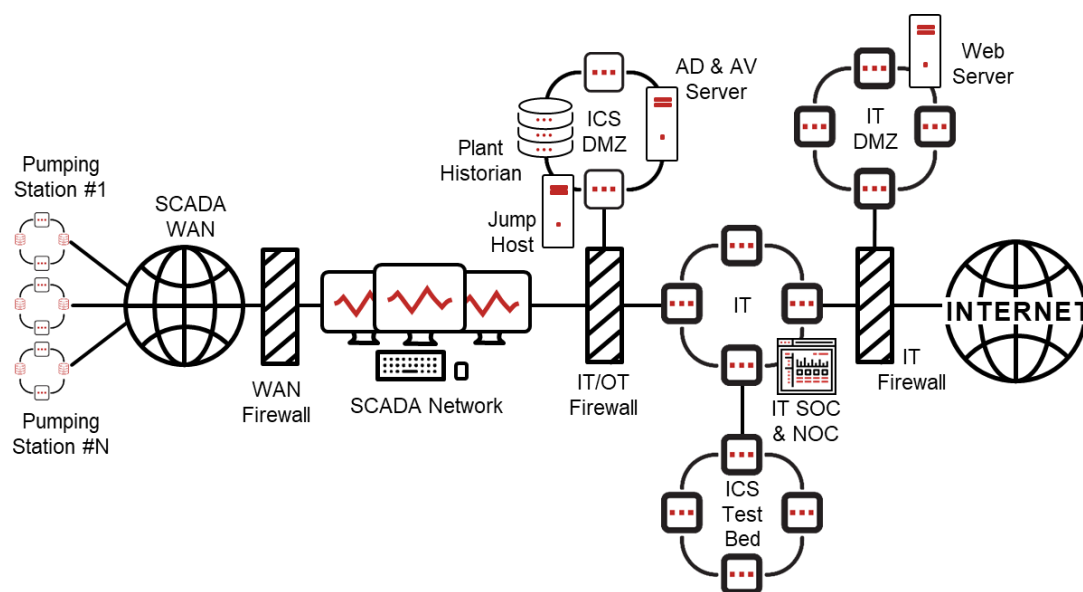 Pumping
Station #1
Pumping
Station #N
SCADA
WAN
WAN
Firewall
SCADA Network
Plant
Historian
ICS
DMZ
AD & AV
Server
Jump
Host
IT/OT
Firewall
IT
IT SOC
& NOC
ICS
Test
Bed
IT
DMZ
Web
Server
IT
Firewall
INTERNET